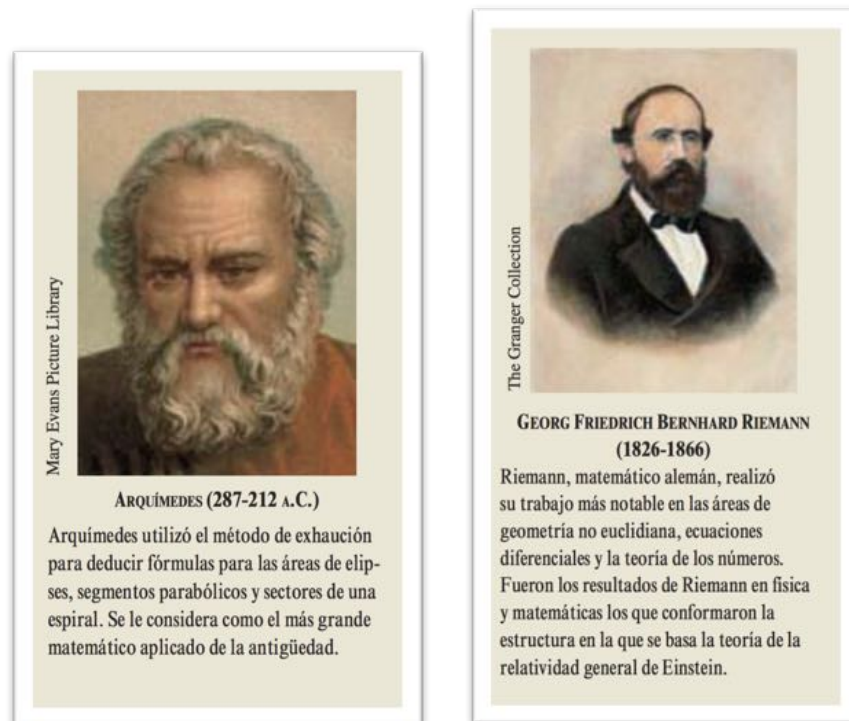 Mary Evans Picture Library
ARQUÍMEDES (287-212 A.C.)
Arquímedes utilizó el método de exhaución
para deducir fórmulas para las áreas de elip-
ses, segmentos parabólicos y sectores de una
espiral. Se le considera como el más grande
matemático aplicado de la antigüedad.
The Granger Collection
GEORG FRIEDRICH BERNHARD RIEMANN
(1826-1866)
Riemann, matemático alemán, realizó
su trabajo más notable en las áreas de
geometría no euclidiana, ecuaciones
diferenciales y la teoría de los números.
Fueron los resultados de Riemann en física
y matemáticas los que conformaron la
estructura en la que se basa la teoría de la
relatividad general de Einstein.